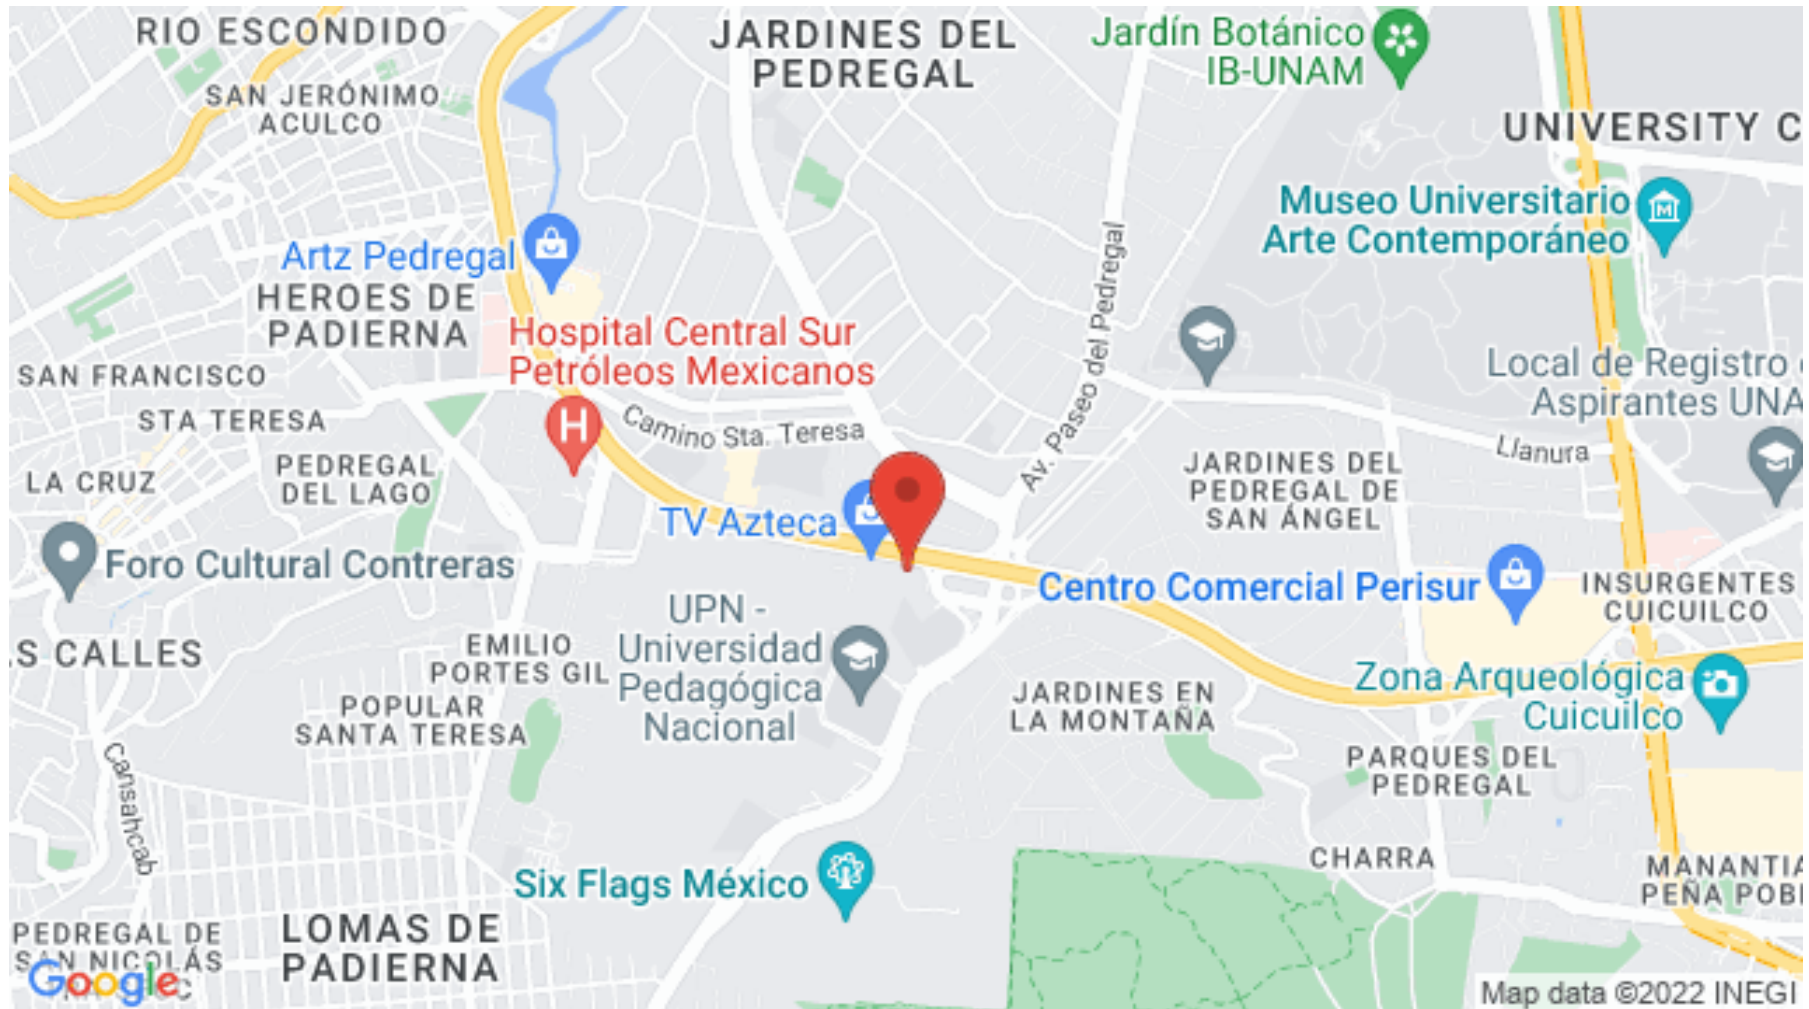 RIO ESCONDIDO
JARDINES DEL
PEDREGAL
Jardín Botánico
IB-UNAM
SAN JERÓNIMO
ACULCO
UNIVERSITY C
Museo Universitario
Arte Contemporáneo
Artz Pedregal
HEROES DE
PADIERNA
Hospital Central Sur
Petróleos Mexicanos
Av. Paseo del Pedregal
Local de Registro
Aspirantes UNA
SAN FRANCISCO
STA TERESA
Camino Sta. Teresa
Llanura
LA CRUZ
PEDREGAL
DEL LAGO
H
JARDINES DEL
PEDREGAL DE
SAN ÁNGEL
TV Azteca
Foro Cultural Contreras
Centro Comercial Perisur
INSURGENTES
CUICUILCO
UPN -
Universidad
Pedagógica
Nacional
S CALLES
EMILIO
PORTES GIL
Zona Arqueológica
Cuicuilco
JARDINES EN
LA MONTAÑA
POPULAR
SANTA TERESA
PARQUES DEL
PEDREGAL
Cansahcab
Six Flags México
CHARRA
MANANTIA
PEÑA POB
LOMAS DE
PADIERNA
PEDREGAL DE
SAN NICOLÁS
Google
Map data ©2022 INEGI